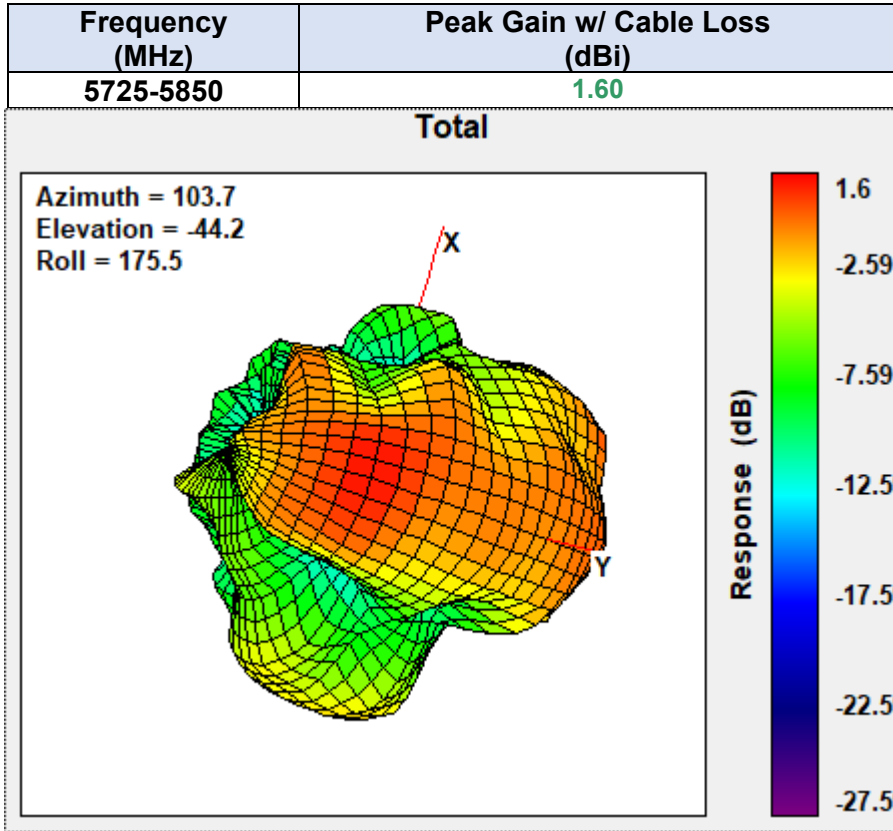 Frequency
(MHz)
Peak Gain w/ Cable Loss
(dBi)
5725-5850
1.60
Total
Azimuth = 103.7
Elevation = -44.2
Roll = 175.5
X
Y
Response (dB)
1.6
-2.59
-7.59
-12.5
-17.5
-22.5
-27.5